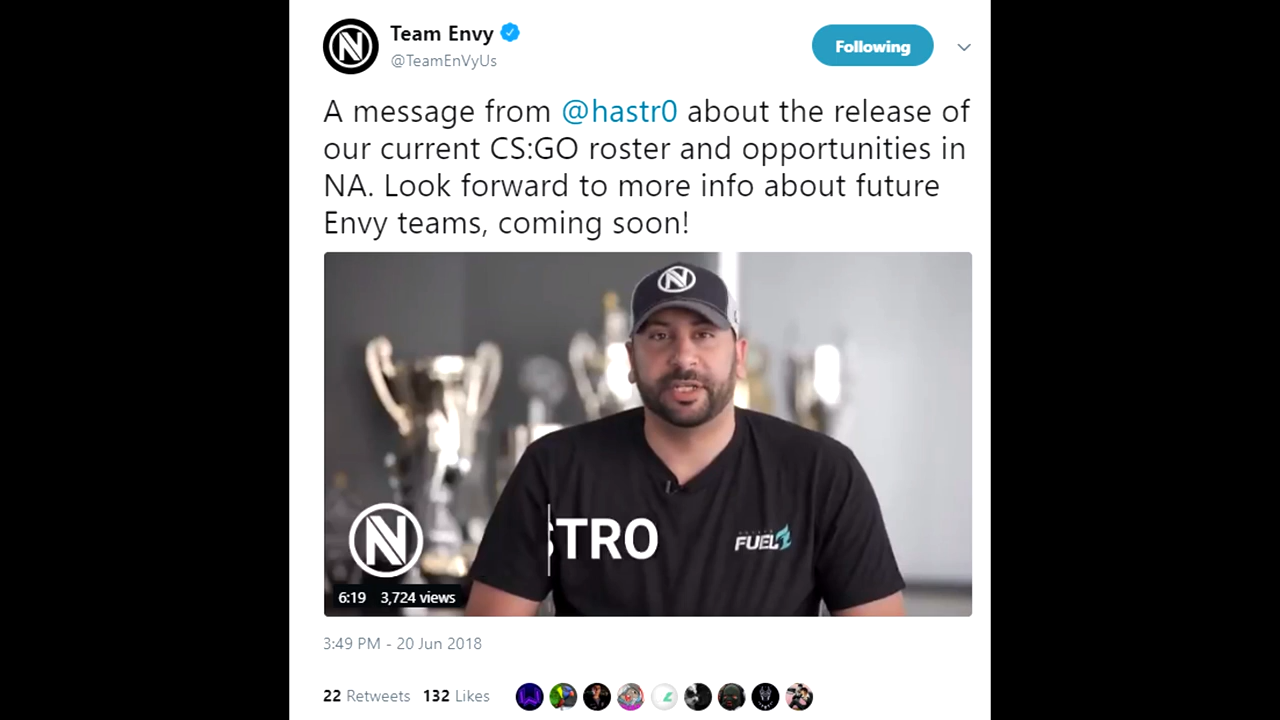 Team Envy
@TeamEnVyUs
Following
A message from @hastr0 about the release of
our current CS:GO roster and opportunities in
NA. Look forward to more info about future
Envy teams, coming soon!
STRO
FUEL
6:19 3,724 views
3:49 PM - 20 Jun 2018
22 Retweets 132 Likes